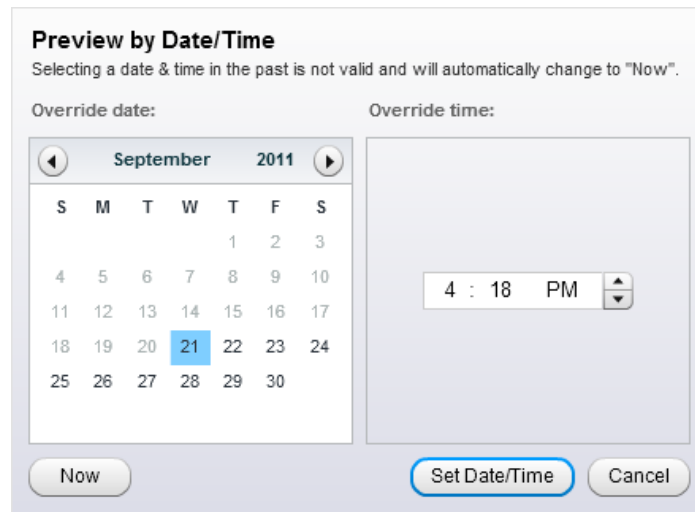 Preview by Date/Time
Selecting a date & time in the past is not valid and will automatically change to "Now".
Override date: Override time:
September 2011
S M T W T F S
1 2 3
4 5 6 7 8 9 10
4 : 18 PM
11 12 13 14 15 16 17
18 19 20 21 22 23 24
25 26 27 28 29 30
Now Set Date/Time Cancel